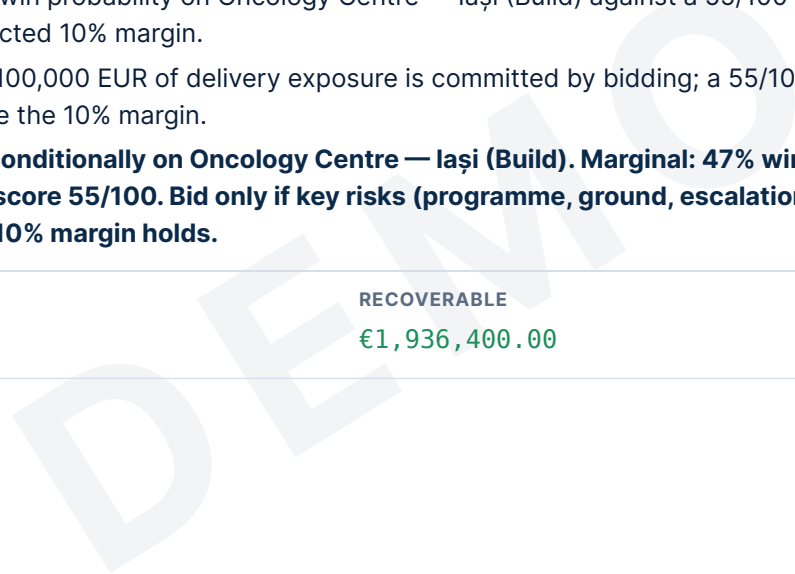 win probability on Oncology Centre — Iași (Build) against a 55/100
cted 10% margin.
100,000 EUR of delivery exposure is committed by bidding; a 55/10
e the 10% margin.
onditionally on Oncology Centre — Iași (Build). Marginal: 47% win
score 55/100. Bid only if key risks (programme, ground, escalation
10% margin holds.
RECOVERABLE
€1,936,400.00
DEMO